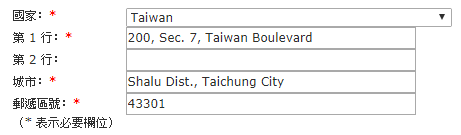 國家: * Taiwan
第 1 行: * 200, Sec. 7, Taiwan Boulevard
第 2 行:
城市: * Shalu Dist., Taichung City
郵遞區號: * 43301
(* 表示必要欄位)